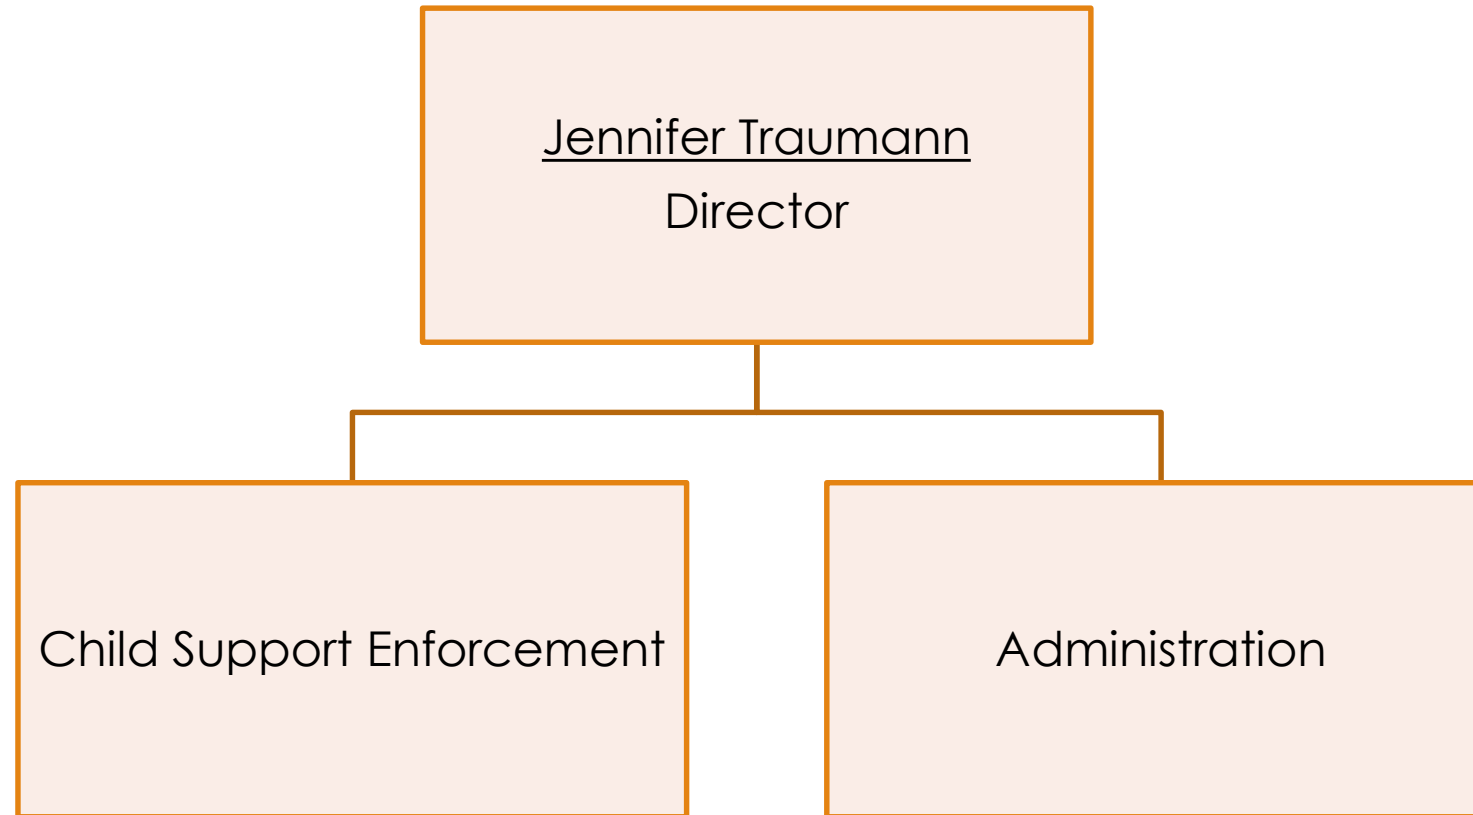 Jennifer Traumann
Director
Child Support Enforcement
Administration